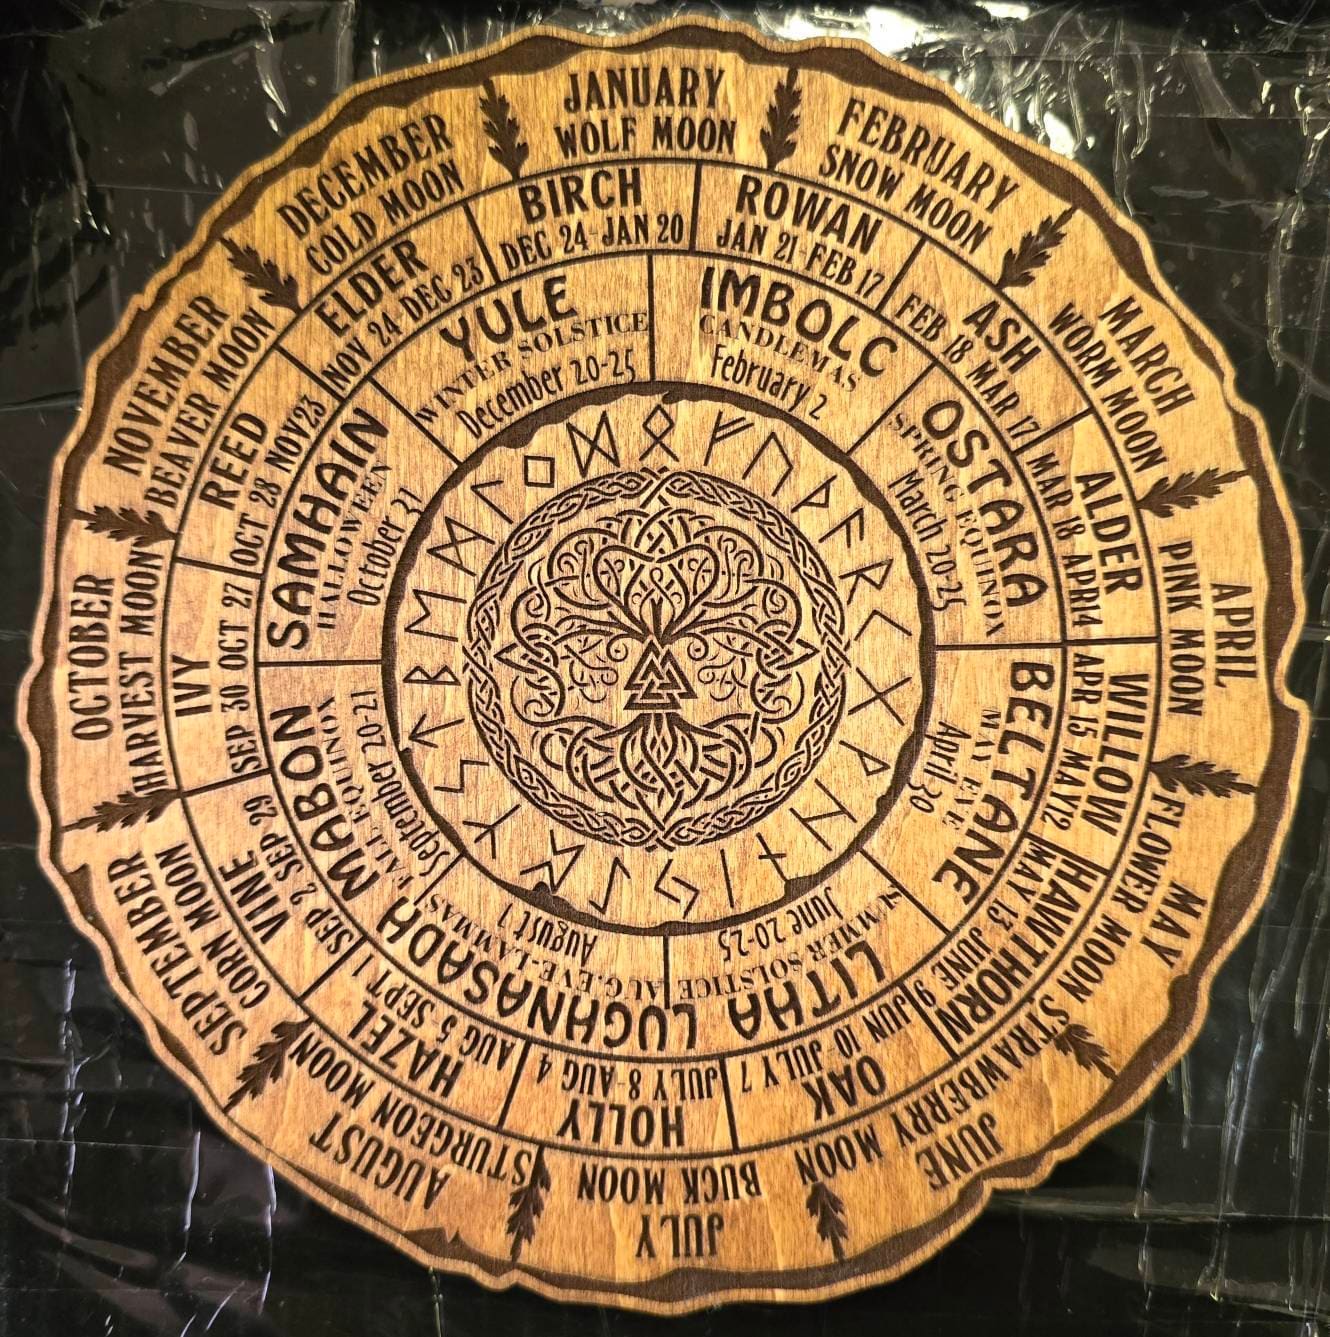 JANUARY
WOLF MOON
FEBRUARY
SNOW MOON
MARCH
WORM MOON
APRIL
PINK MOON
MAY
FLOWER MOON
JUNE
STRAWBERRY MOON
JULY
BUCK MOON
AUGUST
STURGEON MOON
SEPTEMBER
CORN MOON
OCTOBER
HARVEST MOON
NOVEMBER
BEAVER MOON
DECEMBER
COLD MOON
BIRCH
DEC 24-JAN 20
ROWAN
JAN 21-FEB 17
ASH
FEB 18 MAR 17
ALDER
MAR 18 APR14
WILLOW
APR 15 MAY12
HAWTHORN
MAY 13 JUNE 9
OAK
JUN 10-JULY 7
HOLLY
JULY 8-AUG 4
HAZEL
AUG 5 SEPT 1
VINE
SEP 2 SEP 29
IVY
SEP 30 OCT 27
REED
OCT 28 NOV23
ELDER
NOV 24-DEC 23
YULE
WINTER SOLSTICE
December 20-25
IMBOLC
CANDLEMAS
February 2
OSTARA
SPRING EQUINOX
March 20-25
BELTANE
MAY EVE
April 30
LITHA
SUMMER SOLSTICE
June 20-25
LUGHNASADH
AUG.EVE-LAMMAS
August 1
MABON
FALL EQUINOX
September 20-21
SAMHAIN
HALLOWEEN
October 31